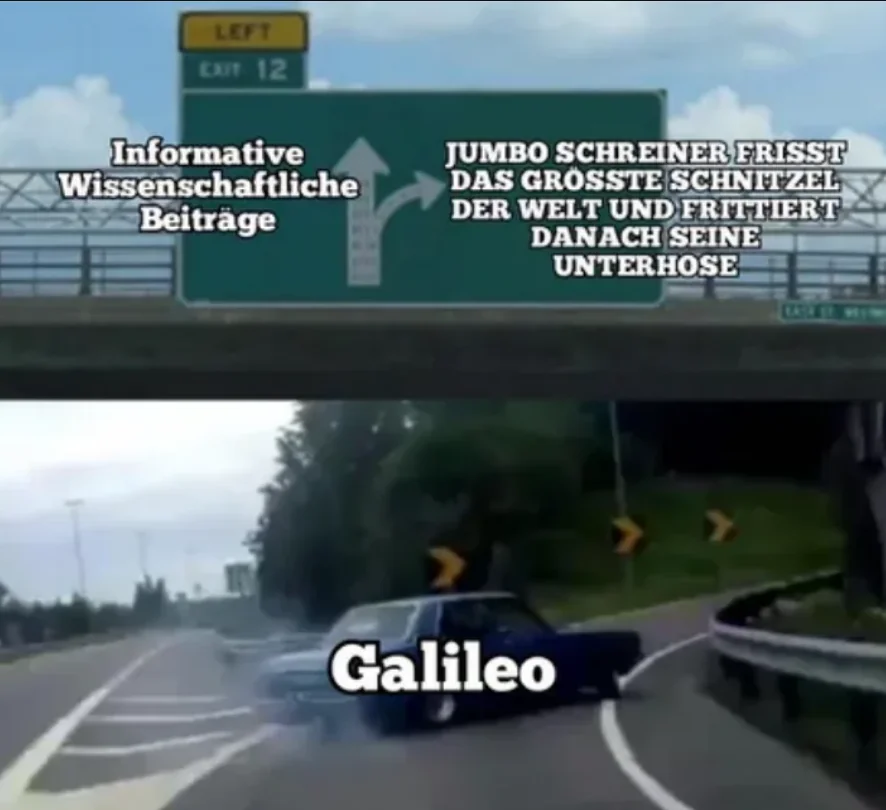 LEFT
EXIT 12
Informative
Wissenschaftliche
Beiträge
JUMBO SCHREINER FRISST
DAS GRÖSSTE SCHNITZEL
DER WELT UND FRITTIERT
DANACH SEINE
UNTERHOSE
Galileo